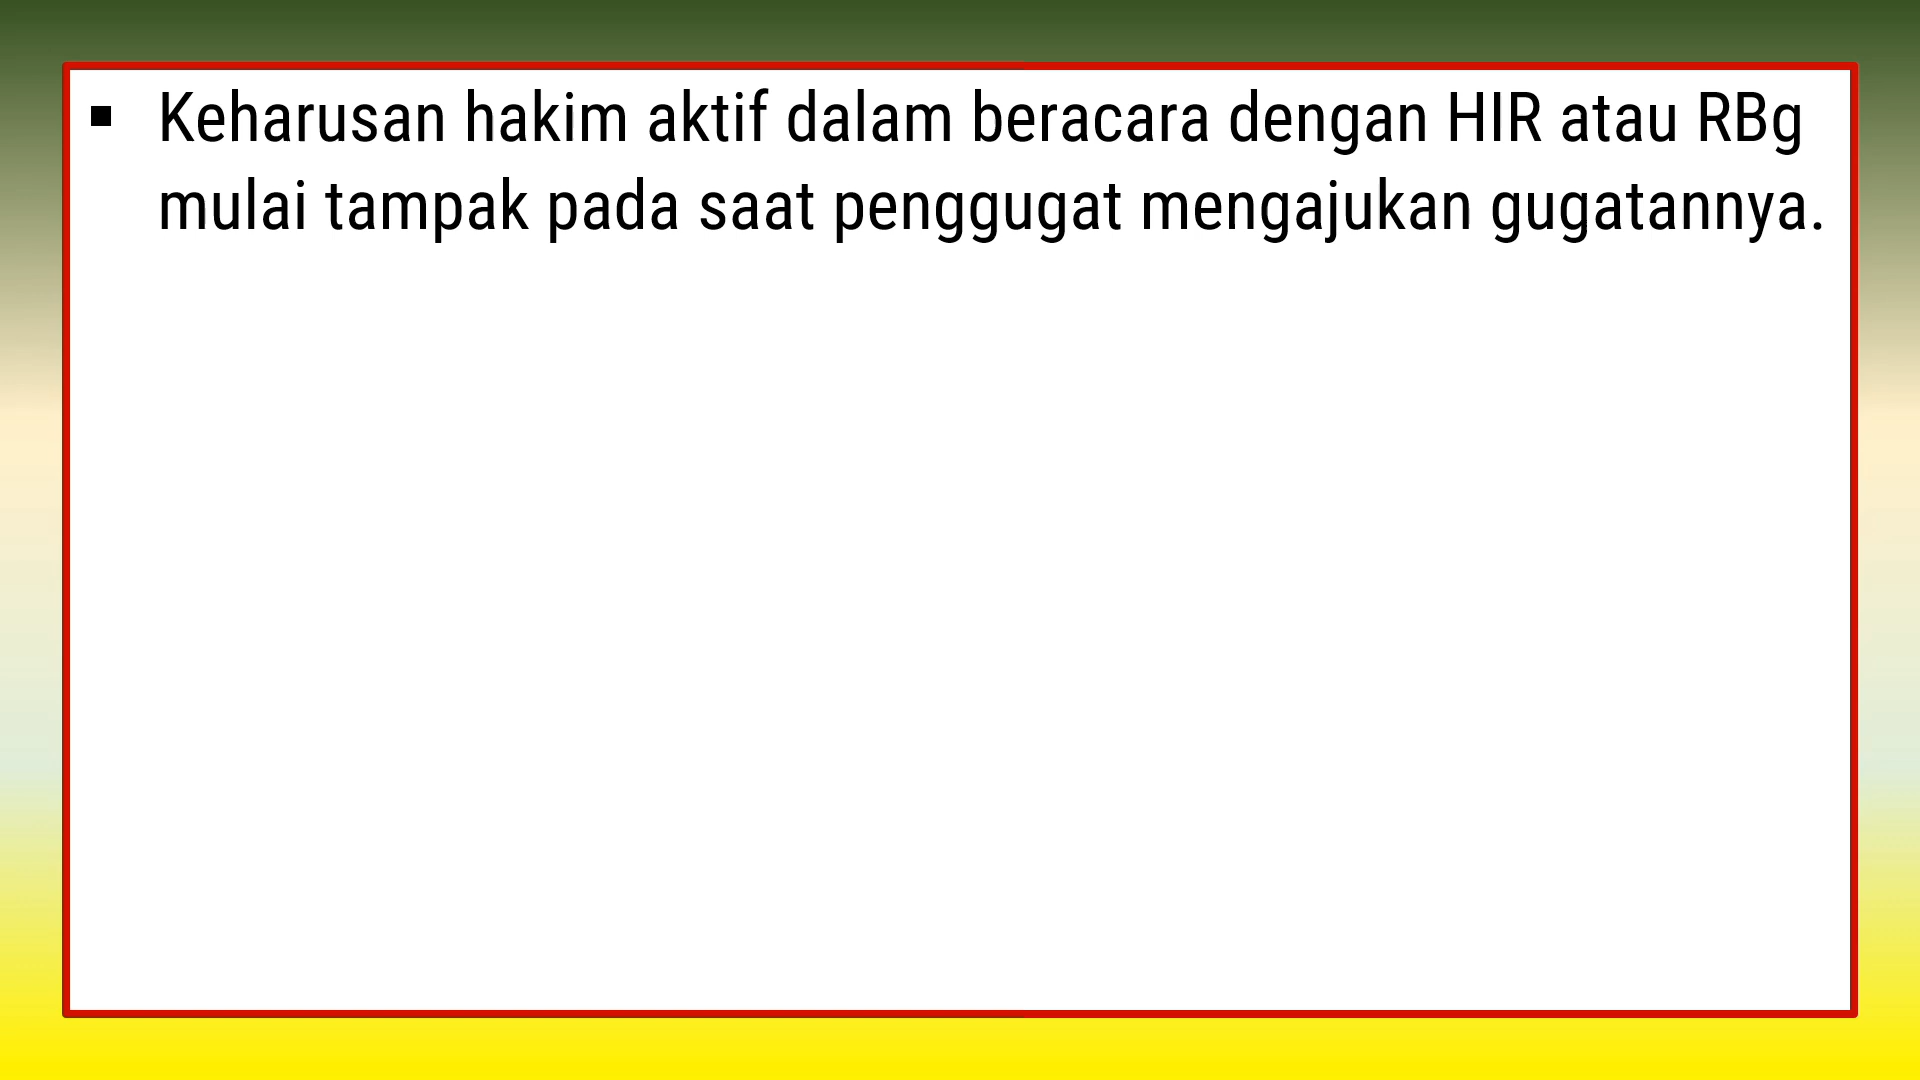 ▪ Keharusan hakim aktif dalam beracara dengan HIR atau RBg
mulai tampak pada saat penggugat mengajukan gugatannya.